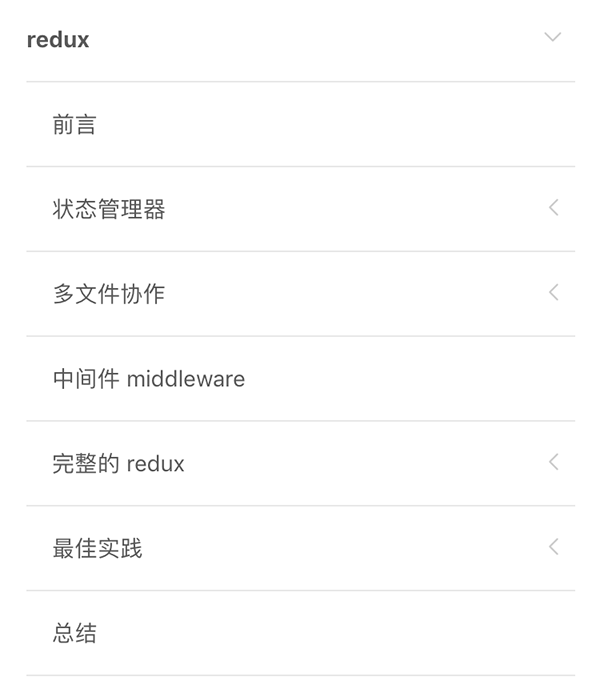 redux
前言
状态管理器
多文件协作
中间件 middleware
完整的 redux
最佳实践
总结